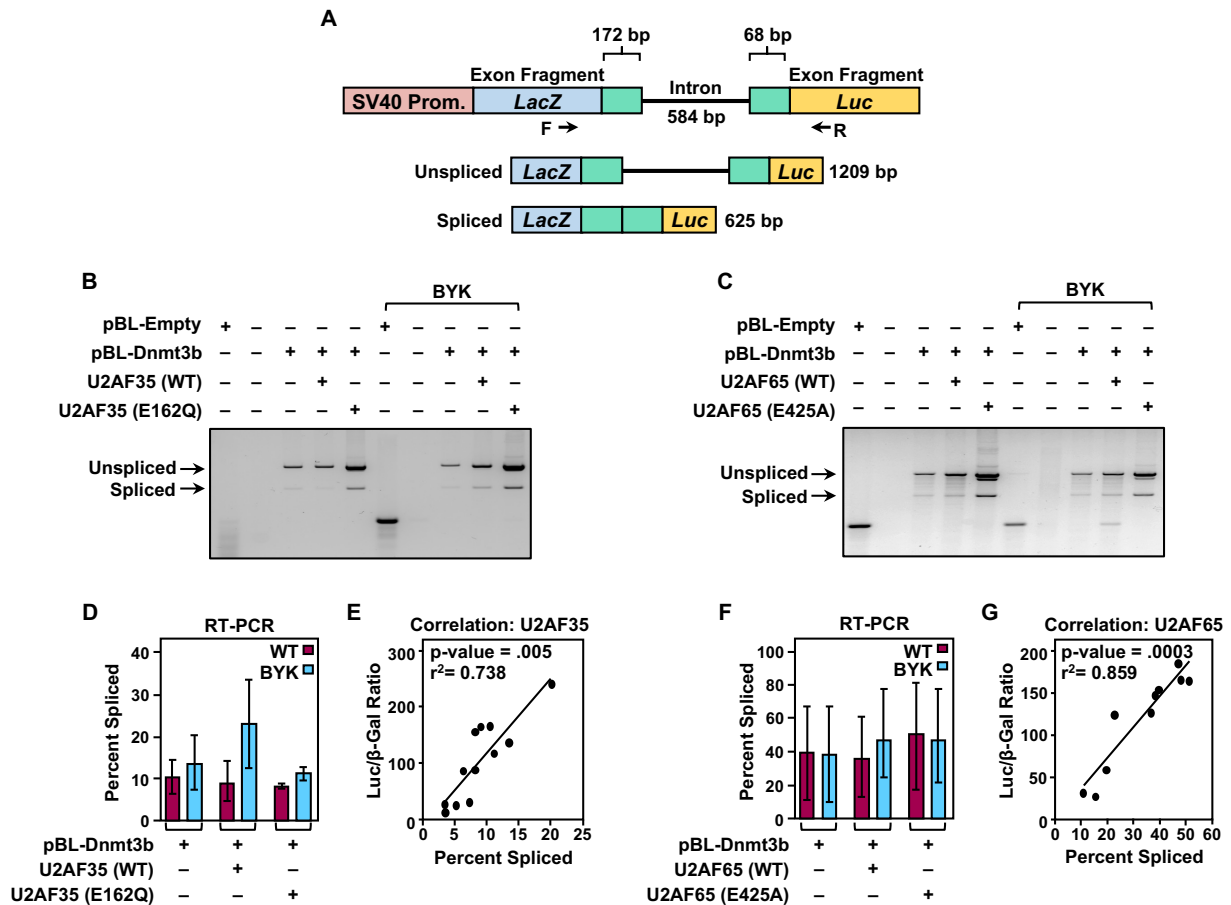 A
172 bp
68 bp
Exon Fragment
Intron
Exon Fragment
SV40 Prom.
LacZ
584 bp
Luc
F
R
Unspliced
LacZ
Luc
1209 bp
Spliced
LacZ
Luc
625 bp
B
BYK
pBL-Empty + – – – – + – – – –
pBL-Dnmt3b – – + + + – – + + +
U2AF35 (WT) – – – + – – – – + –
U2AF35 (E162Q) – – – – + – – – – +
Unspliced
Spliced
C
BYK
pBL-Empty + – – – – + – – – –
pBL-Dnmt3b – – + + + – – + + +
U2AF65 (WT) – – – + – – – – + –
U2AF65 (E425A) – – – – + – – – – +
Unspliced
Spliced
D
RT-PCR
WT
BYK
Percent Spliced
40
30
20
10
0
pBL-Dnmt3b + + +
U2AF35 (WT) – + –
U2AF35 (E162Q) – – +
E
Correlation: U2AF35
p-value = .005
r²= 0.738
Luc/β-Gal Ratio
300
200
100
0
0 5 10 15 20 25
Percent Spliced
F
RT-PCR
WT
BYK
Percent Spliced
100
80
60
40
20
0
pBL-Dnmt3b + + +
U2AF65 (WT) – + –
U2AF65 (E425A) – – +
G
Correlation: U2AF65
p-value = .0003
r²= 0.859
Luc/β-Gal Ratio
200
150
100
50
0
0 10 20 30 40 50 60
Percent Spliced